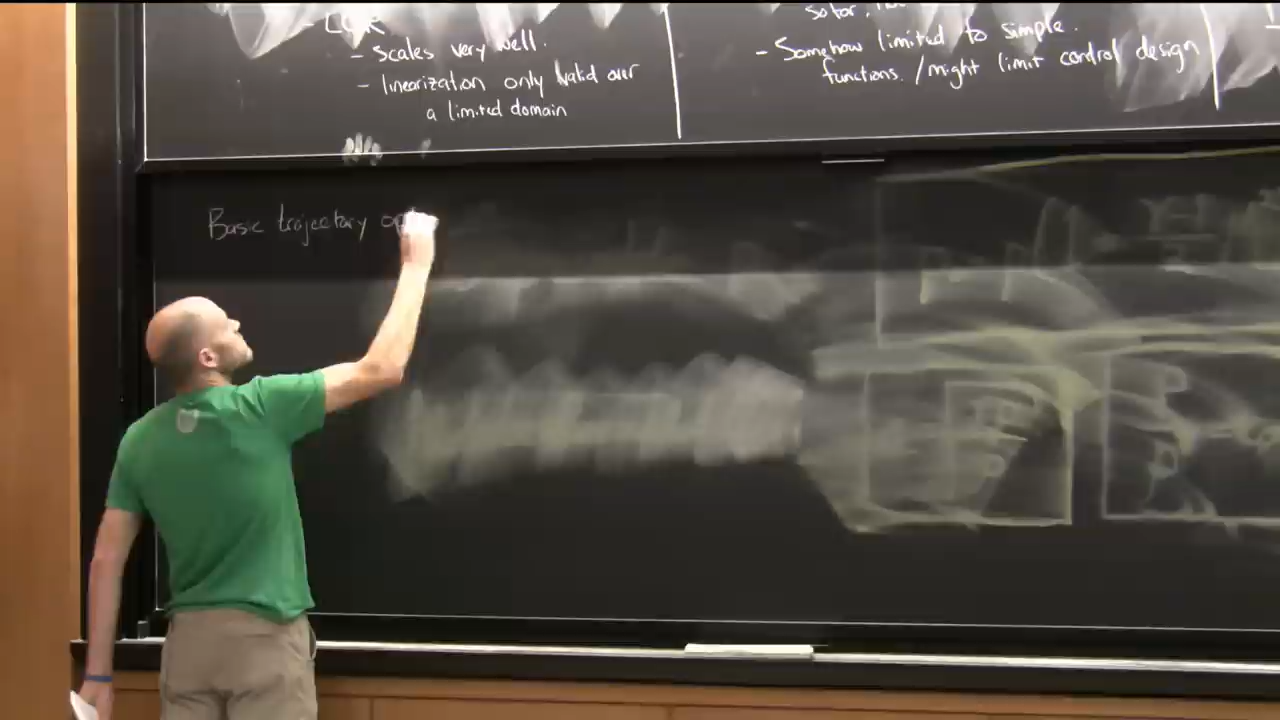 - LQR
- Scales very well.
- linearization only valid over
a limited domain
- Somehow limited to simple.
functions. /might limit control design
Basic trajectory op